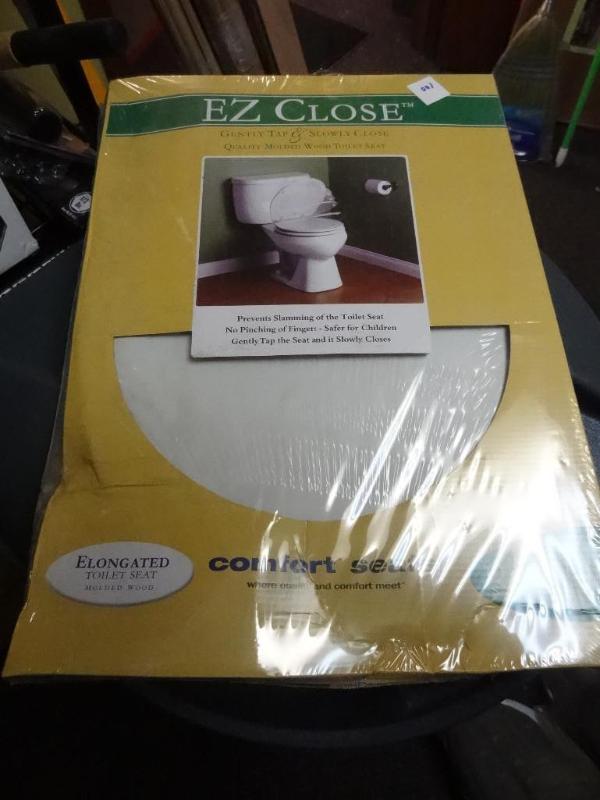 EZ CLOSE™
GENTLY TAP & SLOWLY CLOSE
QUALITY MOLDED WOOD TOILET SEAT
Prevents Slamming of the Toilet Seat
No Pinching of Fingers - Safer for Children
Gently Tap the Seat and it Slowly Closes
ELONGATED
TOILET SEAT
MOLDED WOOD
comfort seats
where quality and comfort meet